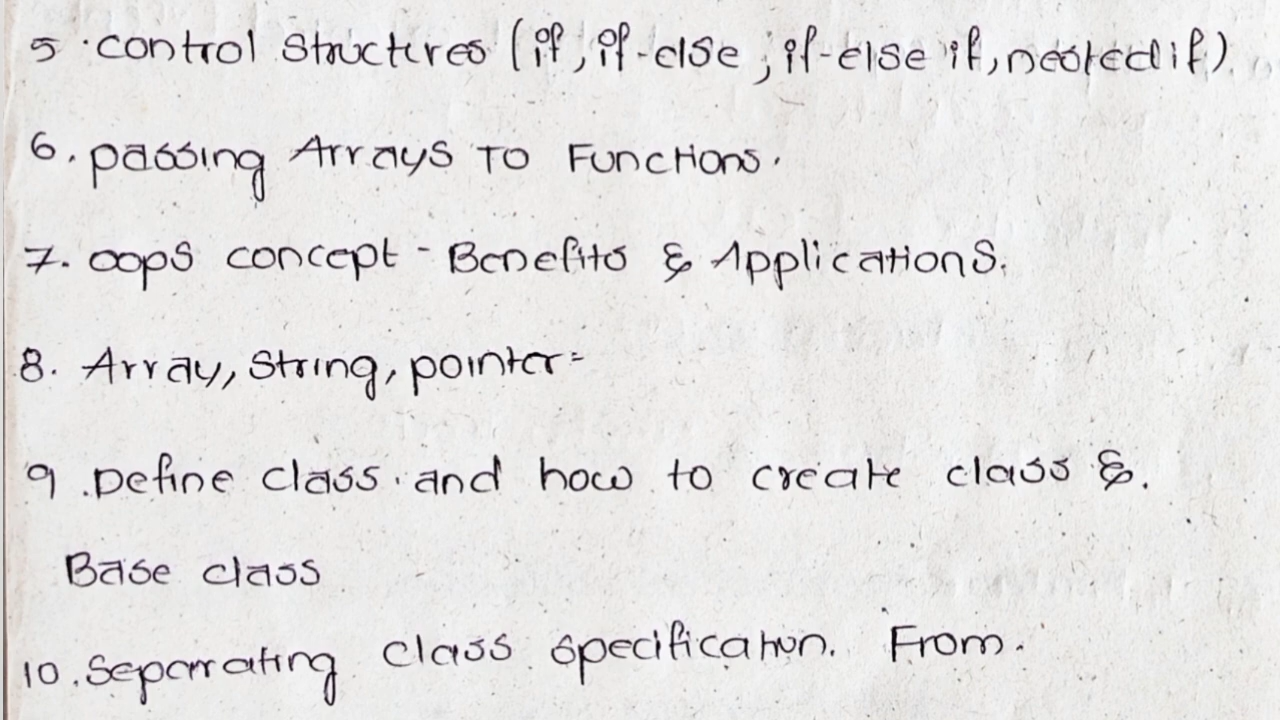 5. control structures (if, if-else, if-else if, nested if)
6. passing Arrays To Functions.
7. oops concept - Benefits & Applications.
8. Array, String, pointer-
9. Define class. and how to create class &.
Base class
10. Separrating class specification. From.